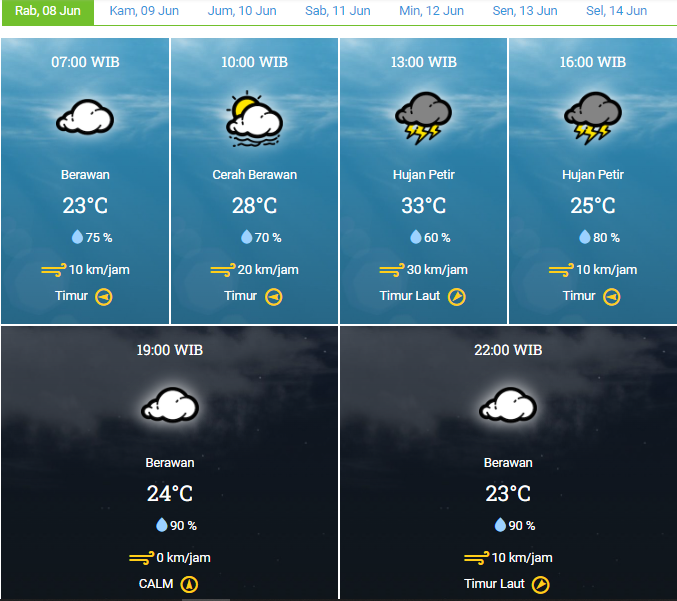 Rab, 08 Jun Kam, 09 Jun Jum, 10 Jun Sab, 11 Jun Min, 12 Jun Sen, 13 Jun Sel, 14 Jun
07:00 WIB
Berawan
23°C
75 %
10 km/jam
Timur
10:00 WIB
Cerah Berawan
28°C
70 %
20 km/jam
Timur
13:00 WIB
Hujan Petir
33°C
60 %
30 km/jam
Timur Laut
16:00 WIB
Hujan Petir
25°C
80 %
10 km/jam
Timur
19:00 WIB
Berawan
24°C
90 %
0 km/jam
CALM
22:00 WIB
Berawan
23°C
90 %
10 km/jam
Timur Laut